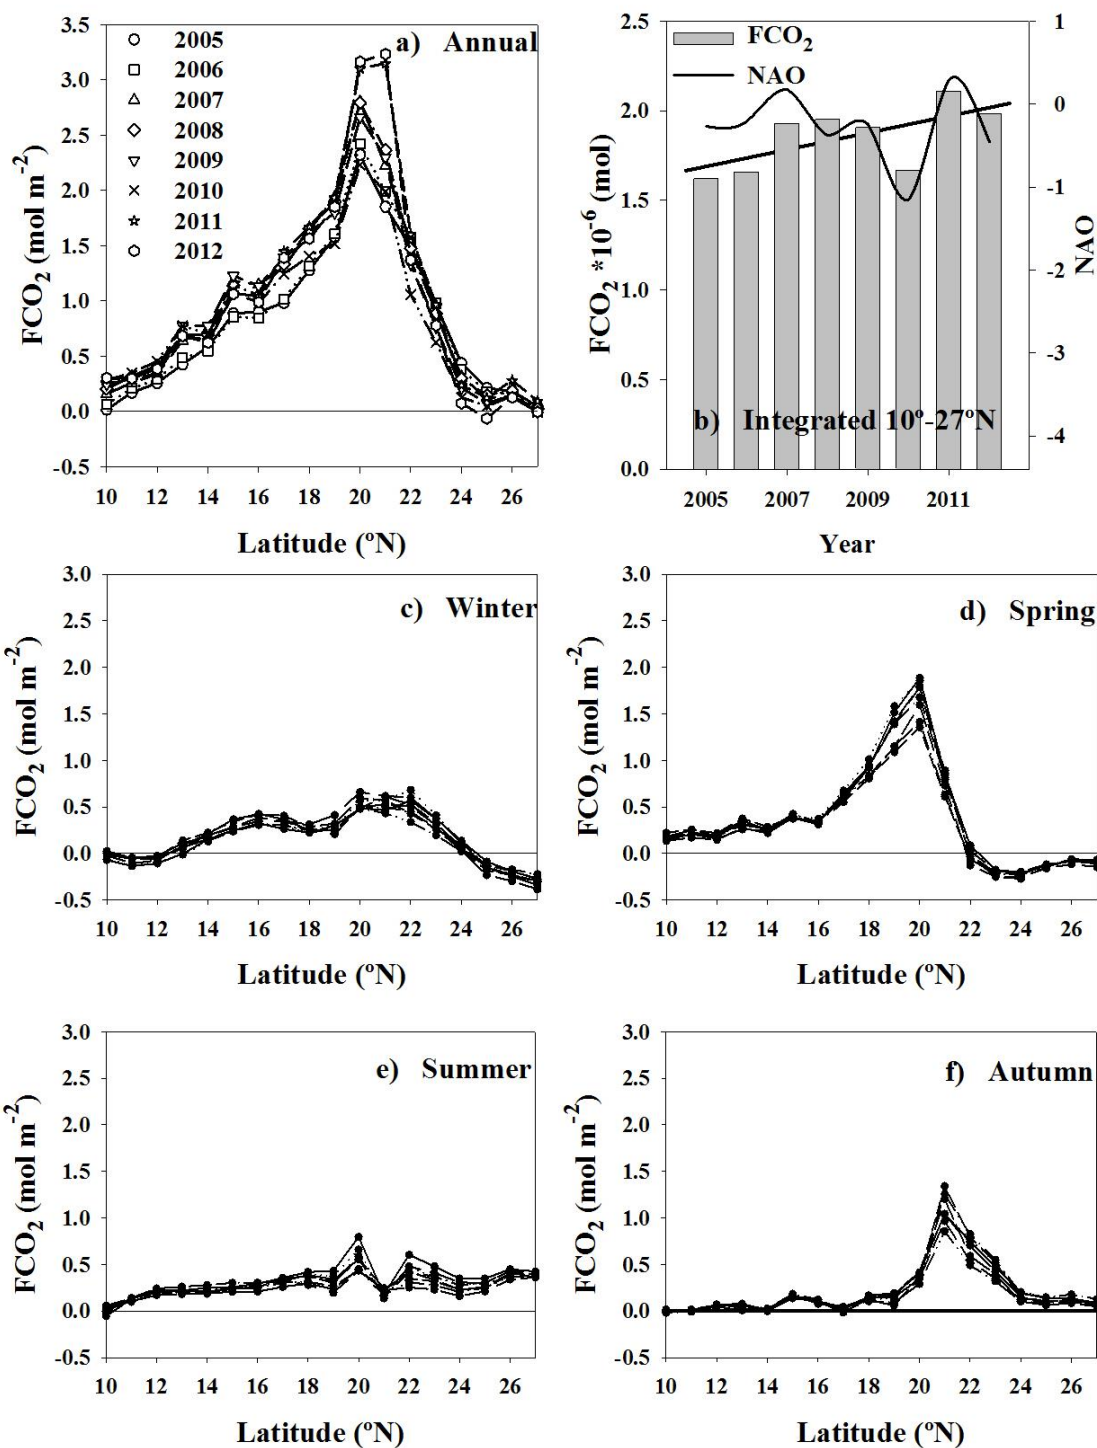 a) Annual
2005
2006
2007
2008
2009
2010
2011
2012
3.5
3.0
2.5
2.0
1.5
1.0
0.5
0.0
-0.5
FCO₂ (mol m⁻²)
10 12 14 16 18 20 22 24 26
Latitude (ºN)
FCO₂
NAO
2.5
2.0
1.5
1.0
0.5
0.0
FCO₂ *10⁻⁶ (mol)
1
0
-1
-2
-3
-4
NAO
b) Integrated 10º-27ºN
2005 2007 2009 2011
Year
c) Winter
3.0
2.5
2.0
1.5
1.0
0.5
0.0
-0.5
FCO₂ (mol m⁻²)
10 12 14 16 18 20 22 24 26
Latitude (ºN)
d) Spring
3.0
2.5
2.0
1.5
1.0
0.5
0.0
-0.5
FCO₂ (mol m⁻²)
10 12 14 16 18 20 22 24 26
Latitude (ºN)
e) Summer
3.0
2.5
2.0
1.5
1.0
0.5
0.0
-0.5
FCO₂ (mol m⁻²)
10 12 14 16 18 20 22 24 26
Latitude (ºN)
f) Autumn
3.0
2.5
2.0
1.5
1.0
0.5
0.0
-0.5
FCO₂ (mol m⁻²)
10 12 14 16 18 20 22 24 26
Latitude (ºN)